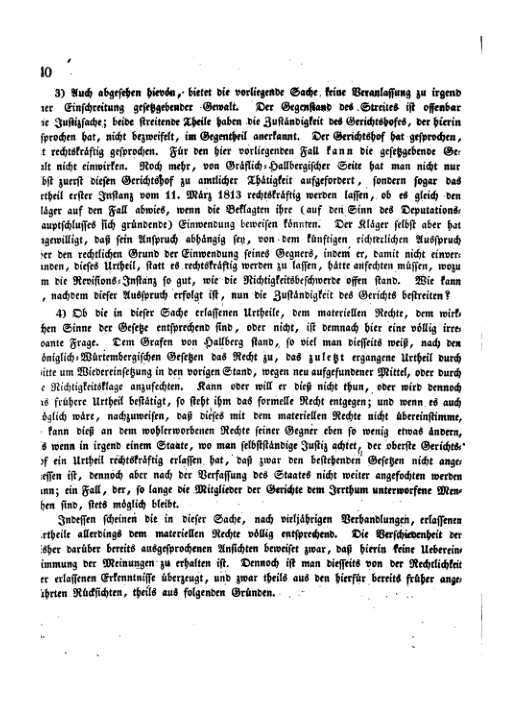 10
3) Auch abgesehen hievon, bietet die vorliegende Sache keine Veranlassung zu irgend
ner Einschreitung gesetzgebender Gewalt. Der Gegenstand des Streites ist offenbar
ne Justizsache; beide streitende Theile haben die Zuständigkeit des Gerichtshofes, der hierin
sprochen hat, nicht bezweifelt, im Gegentheil anerkannt. Der Gerichtshof hat gesprochen,
t rechtskräftig gesprochen. Für den hier vorliegenden Fall kann die gesetzgebende Ge-
alt nicht einwirken. Noch mehr, von Gräflich-Hallbergischer Seite hat man nicht nur
lbst zuerst diesen Gerichtshof zu amtlicher Thätigkeit aufgefordert, sondern sogar das
rtheil erster Instanz vom 11. März 1813 rechtskräftig werden lassen, ob es gleich den
läger auf den Fall abwies, wenn die Beklagten ihre (auf den Sinn des Deputations-
auptschlusses sich gründende) Einwendung beweisen könnten. Der Kläger selbst aber hat
ngewilligt, daß sein Anspruch abhängig sey, von dem künftigen richterlichen Ausspruch
er den rechtlichen Grund der Einwendung seines Gegners, indem er, damit nicht einver-
anden, dieses Urtheil, statt es rechtskräftig werden zu lassen, hätte anfechten müssen, wozu
m die Revisions-Instanz so gut, wie die Nichtigkeitsbeschwerde offen stand. Wie kann
, nachdem dieser Ausspruch erfolgt ist, nun die Zuständigkeit des Gerichts bestreiten?
4) Ob die in dieser Sache erlassenen Urtheile, dem materiellen Rechte, dem wirk-
hen Sinne der Gesetze entsprechend sind, oder nicht, ist demnach hier eine völlig irre-
vante Frage. Dem Grafen von Hallberg stand, so viel man diesseits weiß, nach den
öniglich-Würtembergischen Gesetzen das Recht zu, das zuletzt ergangene Urtheil durch
itte um Wiedereinsetzung in den vorigen Stand, wegen neu aufgefundener Mittel, oder durch
e Nichtigkeitsklage anzufechten. Kann oder will er dieß nicht thun, oder wird dennoch
as frühere Urtheil bestätigt, so steht ihm das formelle Recht entgegen; und wenn es auch
öglich wäre, nachzuweisen, daß dieses mit dem materiellen Rechte nicht übereinstimme,
kann dieß an dem wohlerworbenen Rechte seiner Gegner eben so wenig etwas ändern,
s wenn in irgend einem Staate, wo man selbstständige Justiz achtet, der oberste Gerichts-
of ein Urtheil rechtskräftig erlassen hat, daß zwar den bestehenden Gesetzen nicht ange-
essen ist, dennoch aber nach der Verfassung des Staates nicht weiter angefochten werden
nn; ein Fall, der, so lange die Mitglieder der Gerichte dem Irrthum unterworfene Men-
hen sind, stets möglich bleibt.
Indessen scheinen die in dieser Sache, nach vieljährigen Verhandlungen, erlassenen
rtheile allerdings dem materiellen Rechte völlig entsprechend. Die Verschiedenheit der
sher darüber bereits ausgesprochenen Ansichten beweiset zwar, daß hierin keine Ueberein-
immung der Meinungen zu erhalten ist. Dennoch ist man diesseits von der Rechtlichkeit
er erlassenen Erkenntnisse überzeugt, und zwar theils aus den hierfür bereits früher ange-
ührten Rücksichten, theils aus folgenden Gründen.